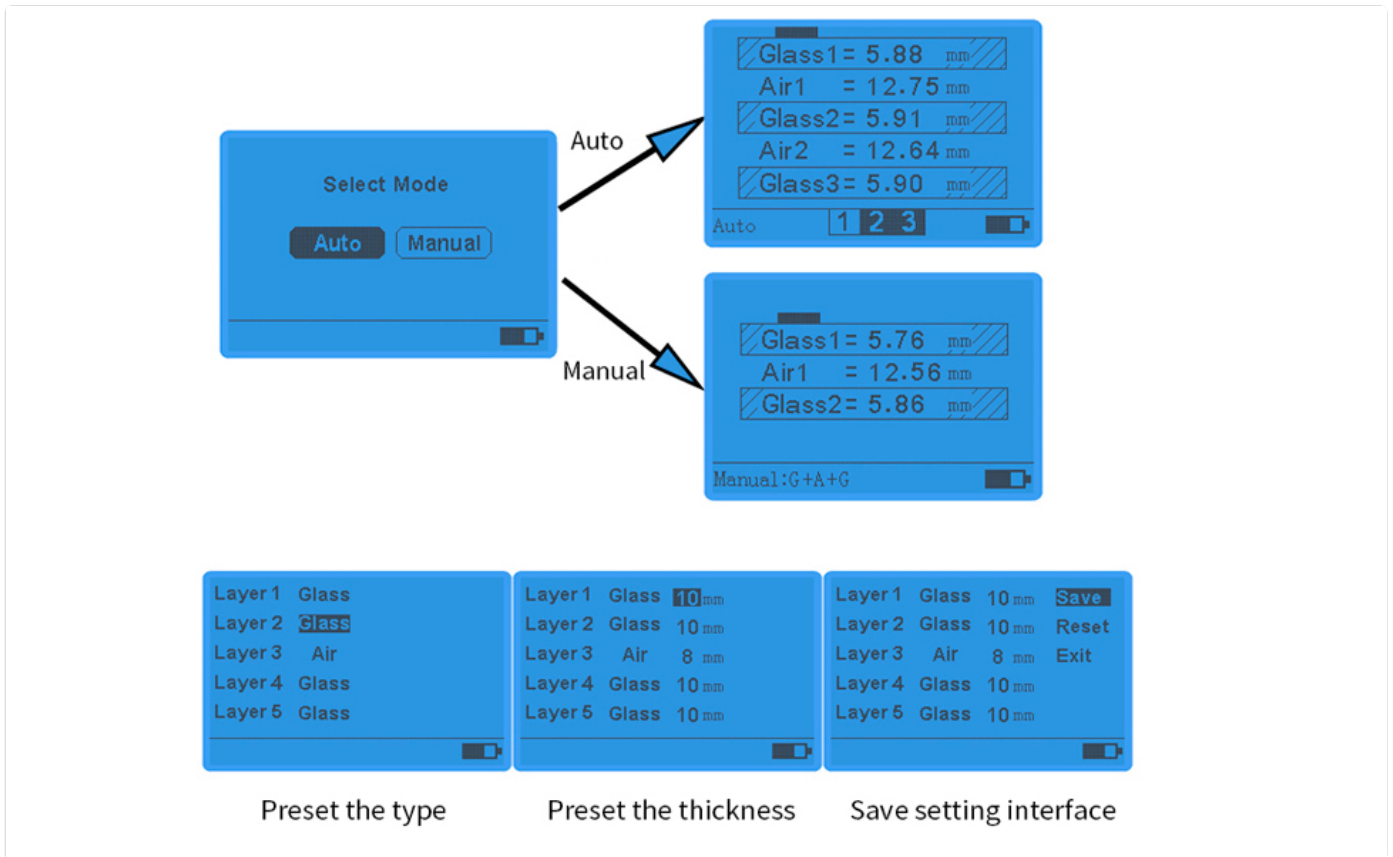 Select Mode
Auto Manual
Auto
Glass1= 5.88 mm
Air1 = 12.75 mm
Glass2= 5.91 mm
Air2 = 12.64 mm
Glass3= 5.90 mm
Auto 1 2 3
Manual
Glass1= 5.76 mm
Air1 = 12.56 mm
Glass2= 5.86 mm
Manual:G+A+G
Layer 1 Glass
Layer 2 Glass
Layer 3 Air
Layer 4 Glass
Layer 5 Glass
Preset the type
Layer 1 Glass 10 mm
Layer 2 Glass 10 mm
Layer 3 Air 8 mm
Layer 4 Glass 10 mm
Layer 5 Glass 10 mm
Preset the thickness
Layer 1 Glass 10 mm Save
Layer 2 Glass 10 mm Reset
Layer 3 Air 8 mm Exit
Layer 4 Glass 10 mm
Layer 5 Glass 10 mm
Save setting interface